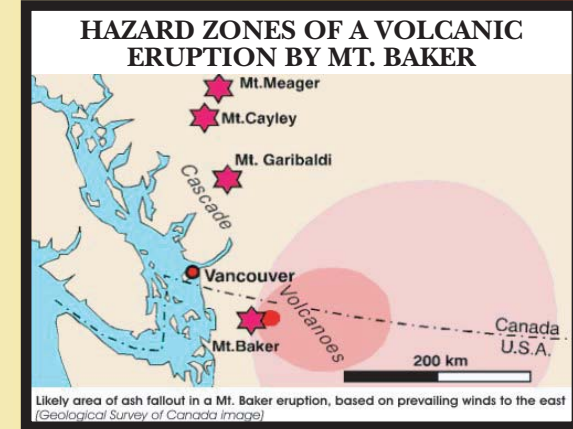 HAZARD ZONES OF A VOLCANIC
ERUPTION BY MT. BAKER
Mt.Meager
Mt.Cayley
Mt. Garibaldi
Cascade
Vancouver
Volcanoes
Mt.Baker
Canada
U.S.A.
200 km
Likely area of ash fallout in a Mt. Baker eruption, based on prevailing winds to the east
(Geological Survey of Canada image)